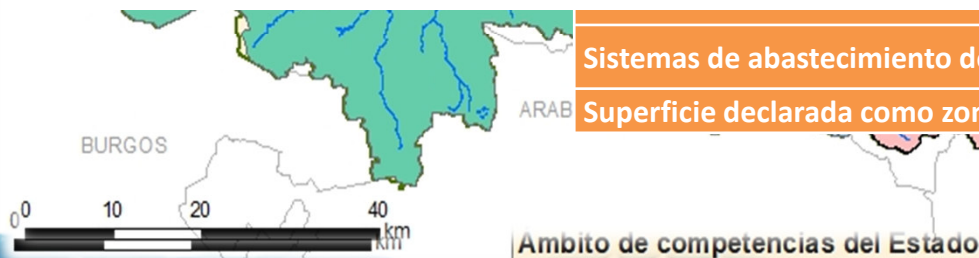 Sistemas de abastecimiento d
ARAB
Superficie declarada como zo
BURGOS
0 0 10 20 40
km
km
Ambito de competencias del Estado